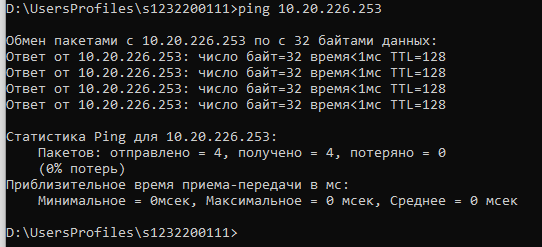 D:\UsersProfiles\s1232200111>ping 10.20.226.253
Обмен пакетами с 10.20.226.253 по с 32 байтами данных:
Ответ от 10.20.226.253: число байт=32 время<1мс TTL=128
Ответ от 10.20.226.253: число байт=32 время<1мс TTL=128
Ответ от 10.20.226.253: число байт=32 время<1мс TTL=128
Ответ от 10.20.226.253: число байт=32 время<1мс TTL=128
Статистика Ping для 10.20.226.253:
Пакетов: отправлено = 4, получено = 4, потеряно = 0
(0% потерь)
Приблизительное время приема-передачи в мс:
Минимальное = 0мсек, Максимальное = 0 мсек, Среднее = 0 мсек
D:\UsersProfiles\s1232200111>